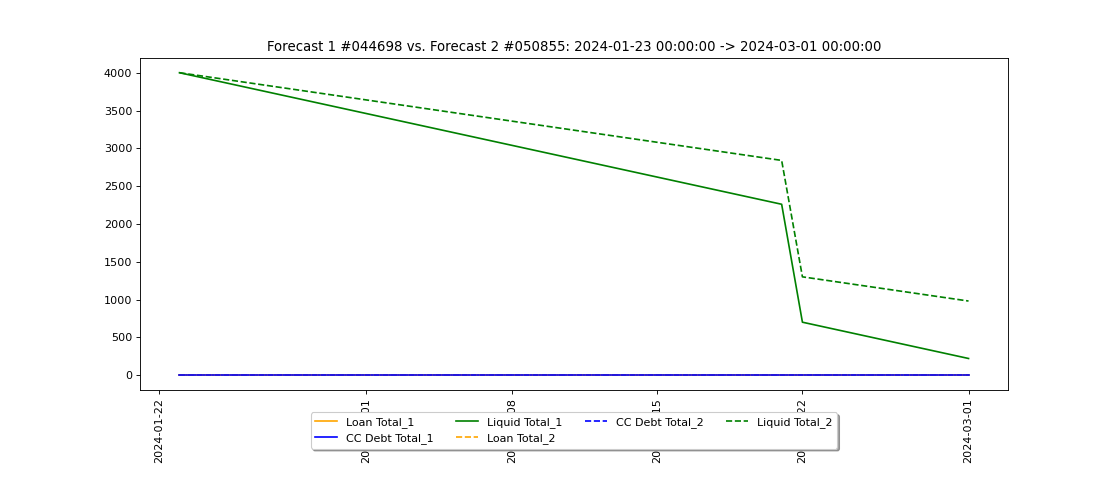 Forecast 1 #044698 vs. Forecast 2 #050855: 2024-01-23 00:00:00 -> 2024-03-01 00:00:00
4000
3500
3000
2500
2000
1500
1000
500
0
2024-01-22
2024-03-01
Loan Total_1
CC Debt Total_1
Liquid Total_1
Loan Total_2
CC Debt Total_2
Liquid Total_2